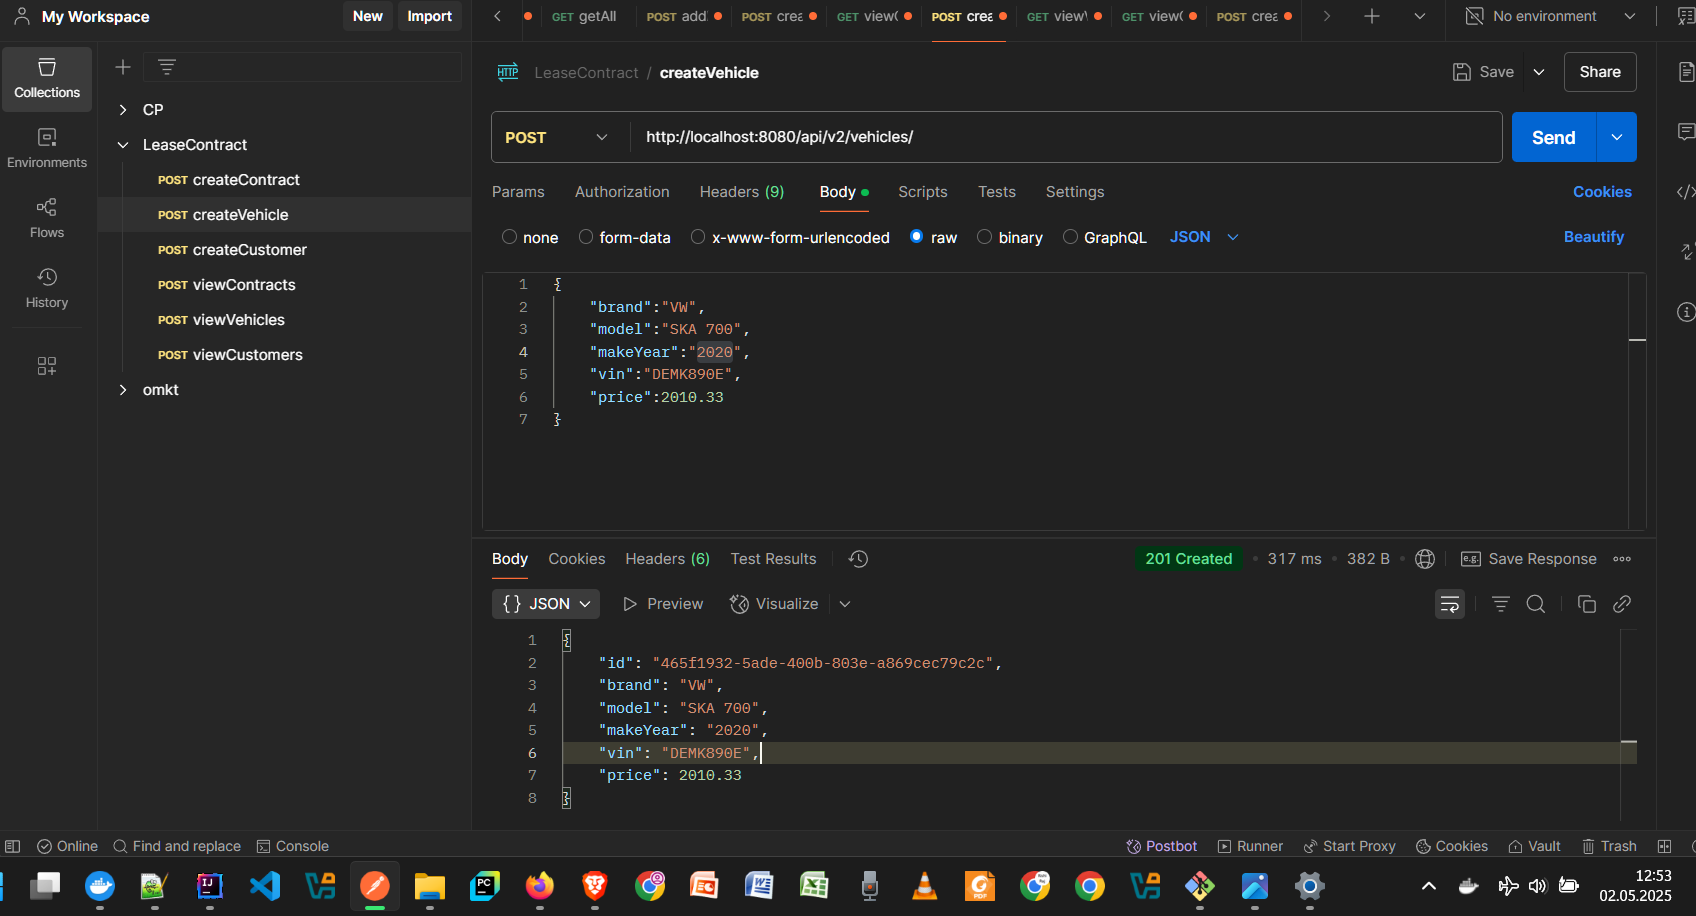 My Workspace New Import
GET getAll POST add POST crea GET view POST crea GET view GET view POST crea No environment
Collections
Environments
Flows
History
CP
LeaseContract
POST createContract
POST createVehicle
POST createCustomer
POST viewContracts
POST viewVehicles
POST viewCustomers
omkt
HTTP LeaseContract / createVehicle Save Share
POST http://localhost:8080/api/v2/vehicles/ Send
Params Authorization Headers (9) Body Scripts Tests Settings Cookies
none form-data x-www-form-urlencoded raw binary GraphQL JSON Beautify
1 {
2 "brand":"VW",
3 "model":"SKA 700",
4 "makeYear":"2020",
5 "vin":"DEMK890E",
6 "price":2010.33
7 }
Body Cookies Headers (6) Test Results 201 Created • 317 ms • 382 B • e.g. Save Response
{} JSON Preview Visualize
1 {
2 "id": "465f1932-5ade-400b-803e-a869cec79c2c",
3 "brand": "VW",
4 "model": "SKA 700",
5 "makeYear": "2020",
6 "vin": "DEMK890E",
7 "price": 2010.33
8 }
Online Find and replace Console Postbot Runner Start Proxy Cookies Vault Trash
12:53
02.05.2025